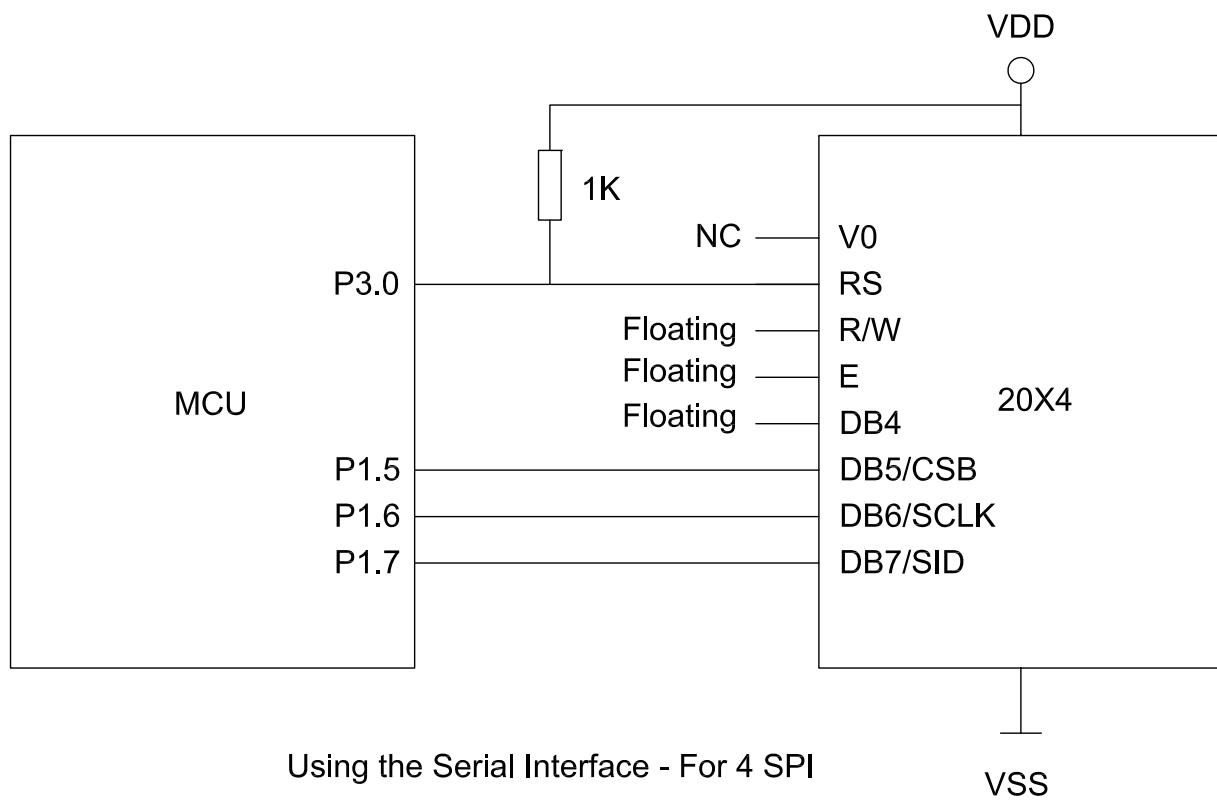 VDD
1K
NC
V0
P3.0
RS
Floating
R/W
Floating
E
MCU
20X4
Floating
DB4
P1.5
DB5/CSB
P1.6
DB6/SCLK
P1.7
DB7/SID
Using the Serial Interface - For 4 SPI
VSS